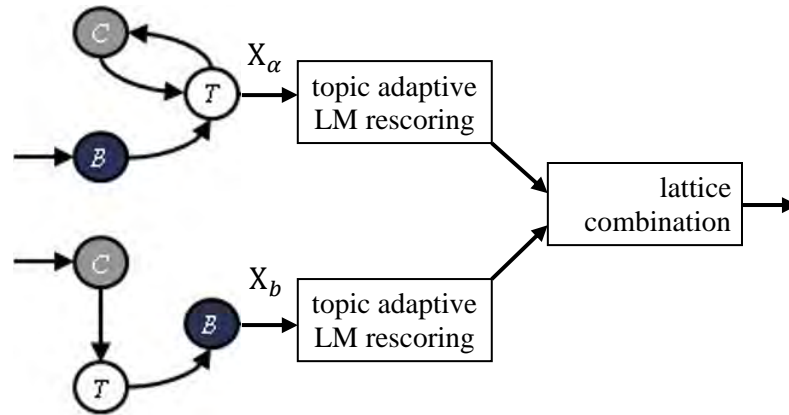 C
X_α
T
topic adaptive
LM rescoring
B
lattice
combination
C
X_b
B
topic adaptive
LM rescoring
T